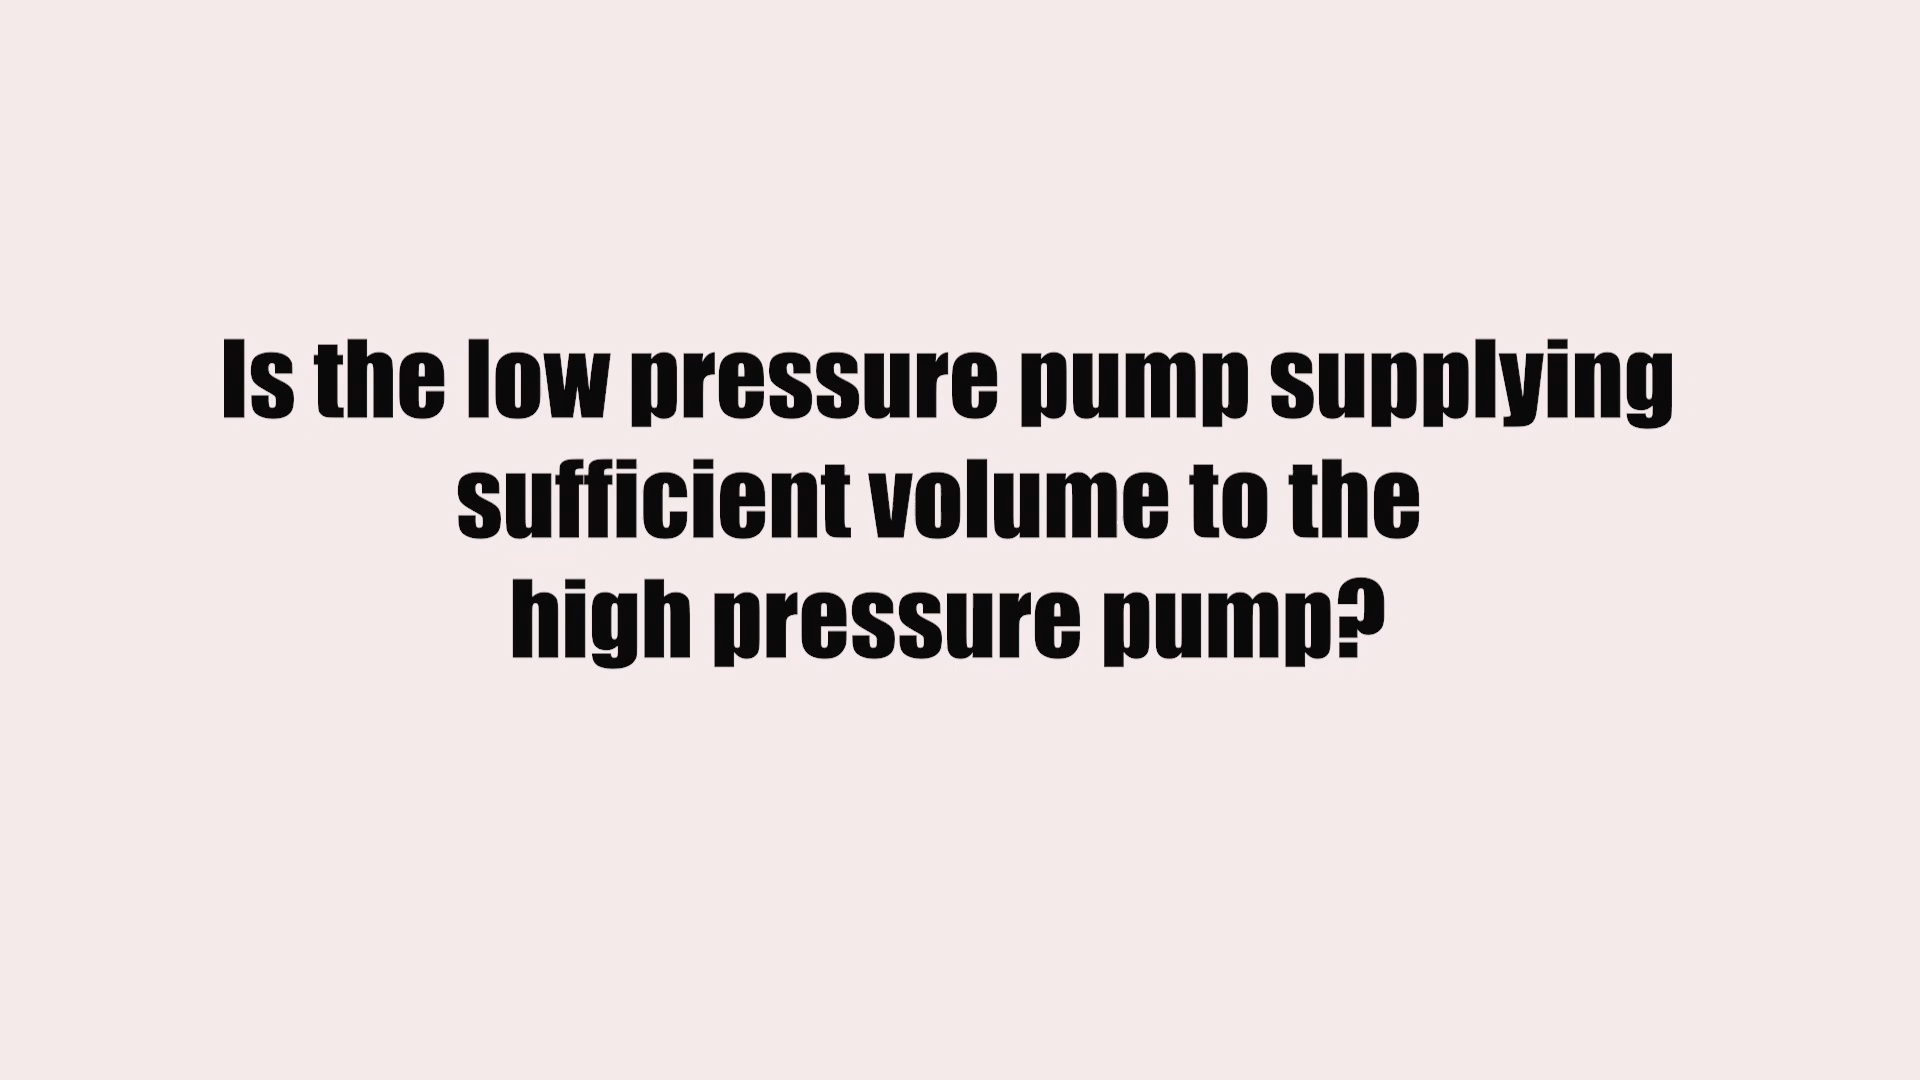 Is the low pressure pump supplying
sufficient volume to the
high pressure pump?